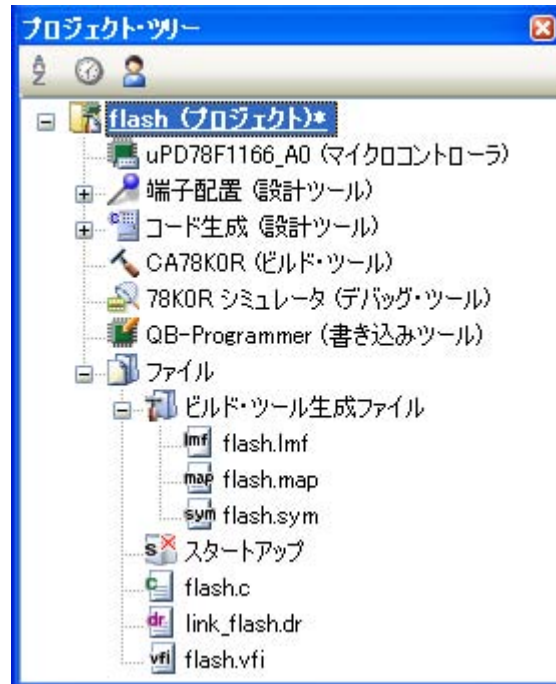 プロジェクト・ツリー
flash (プロジェクト)*
uPD78F1166_A0 (マイクロコントローラ)
端子配置 (設計ツール)
コード生成 (設計ツール)
CA78K0R (ビルド・ツール)
78K0R シミュレータ (デバッグ・ツール)
QB-Programmer (書き込みツール)
ファイル
ビルド・ツール生成ファイル
lmf flash.lmf
map flash.map
sym flash.sym
S スタートアップ
C flash.c
dr link_flash.dr
vfi flash.vfi